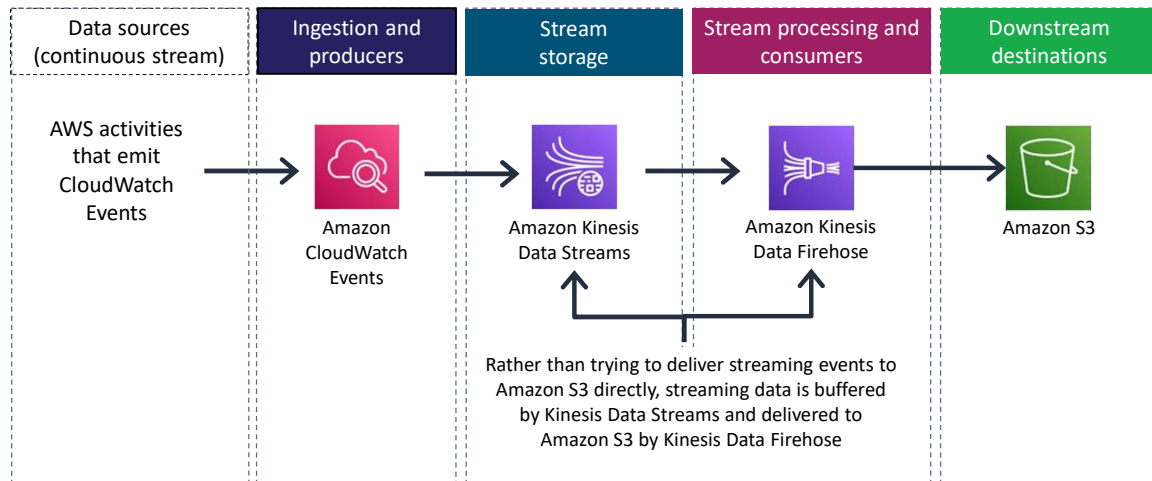 Data sources
(continuous stream)
Ingestion and
producers
Stream
storage
Stream processing and
consumers
Downstream
destinations
AWS activities
that emit
CloudWatch
Events
Amazon
CloudWatch
Events
Amazon Kinesis
Data Streams
Amazon Kinesis
Data Firehose
Amazon S3
Rather than trying to deliver streaming events to
Amazon S3 directly, streaming data is buffered
by Kinesis Data Streams and delivered to
Amazon S3 by Kinesis Data Firehose